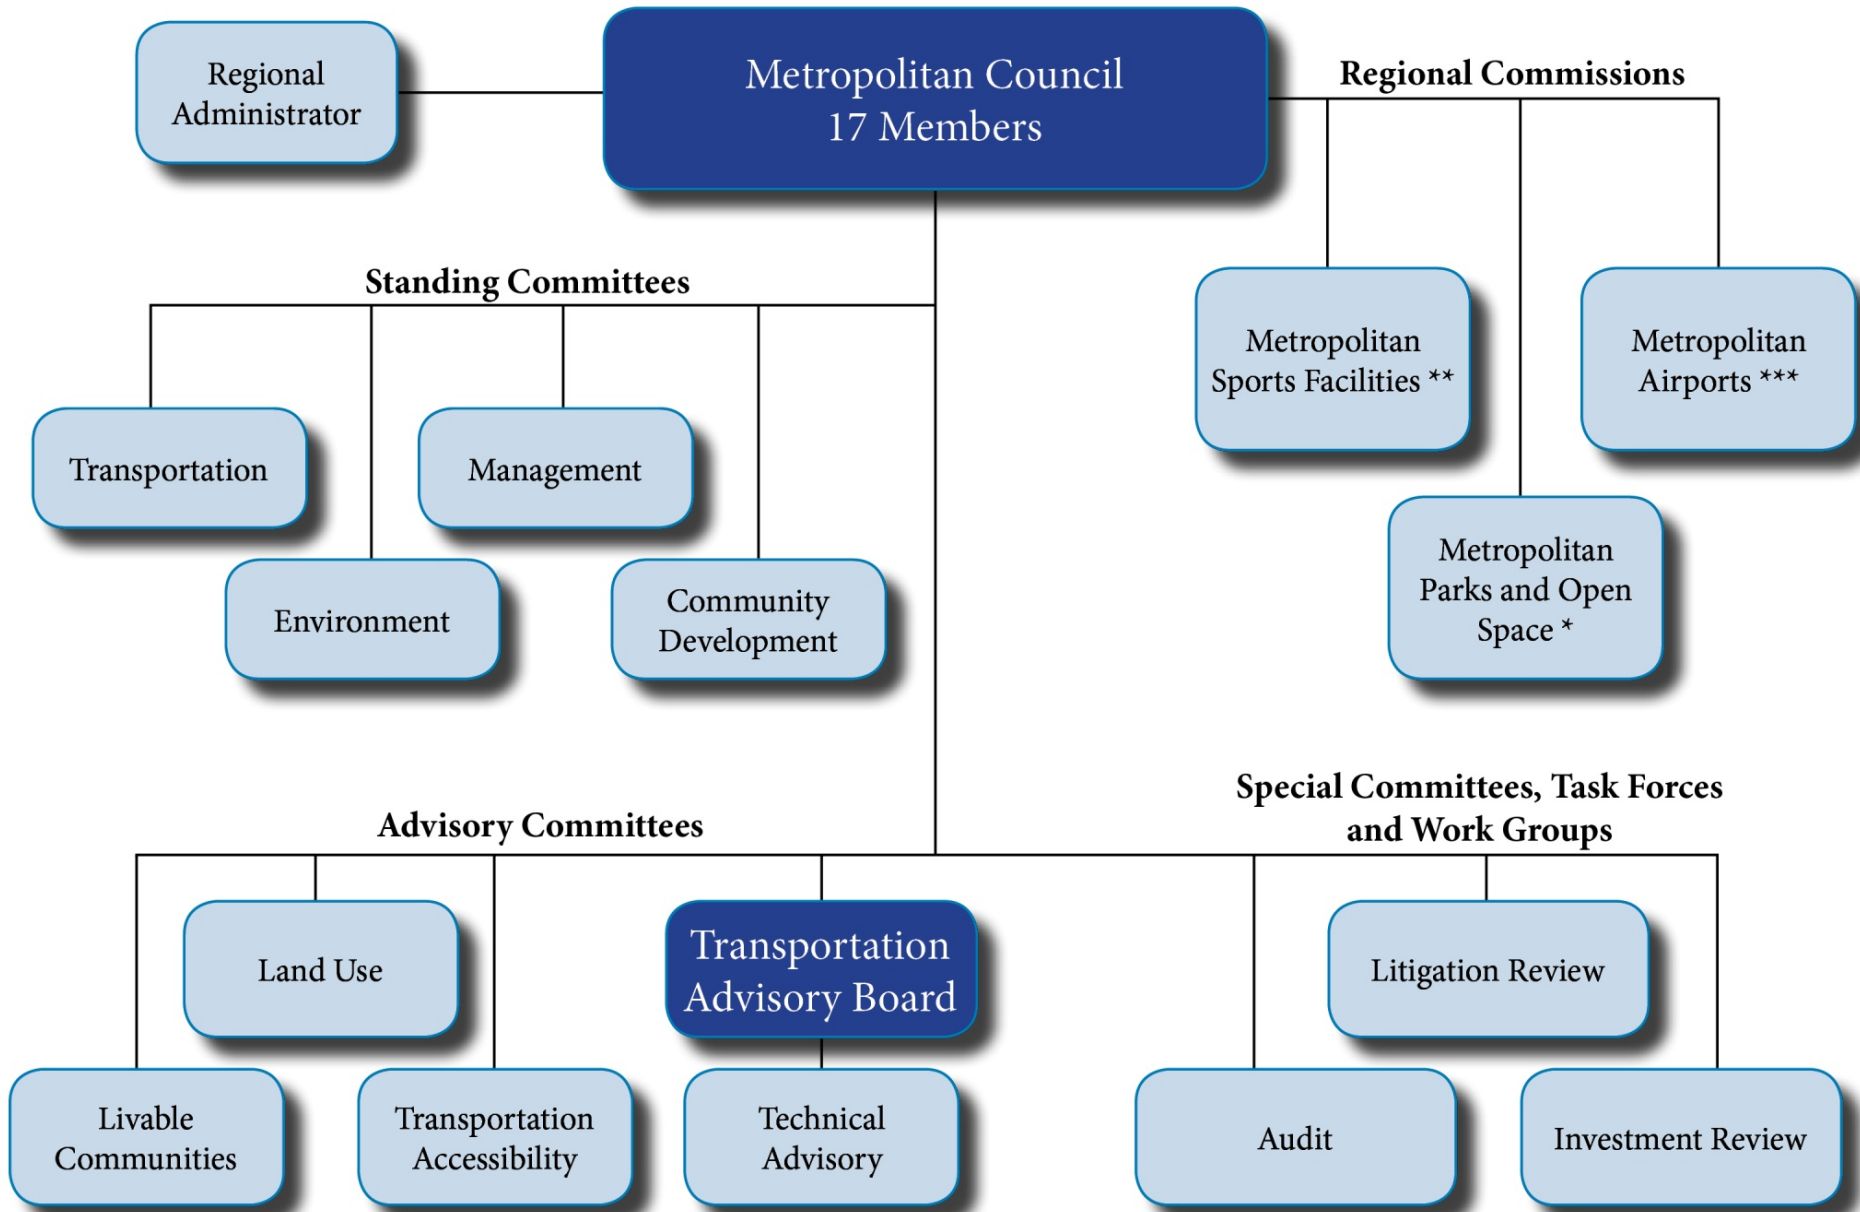 Regional
Administrator
Metropolitan Council
17 Members
Regional Commissions
Metropolitan
Sports Facilities **
Metropolitan
Airports ***
Metropolitan
Parks and Open
Space *
Standing Committees
Transportation
Management
Environment
Community
Development
Advisory Committees
Special Committees, Task Forces
and Work Groups
Land Use
Transportation
Advisory Board
Litigation Review
Livable
Communities
Transportation
Accessibility
Technical
Advisory
Audit
Investment Review